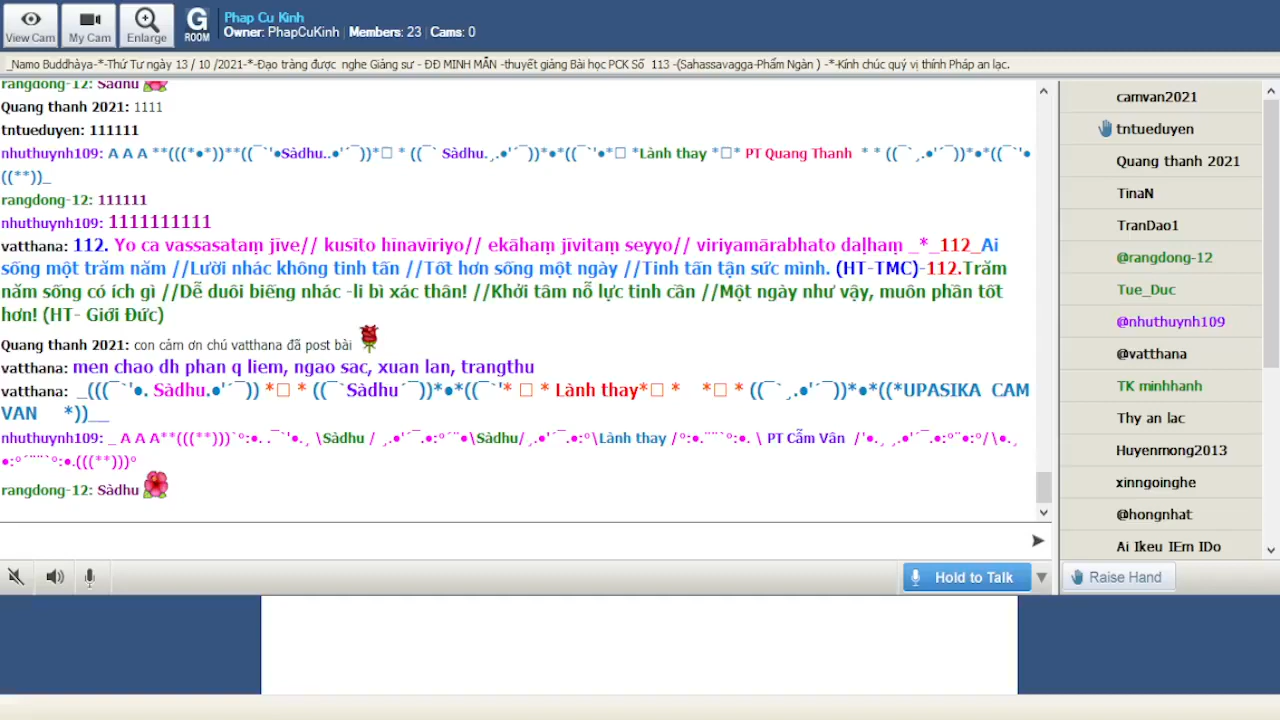 View Cam
My Cam
Enlarge
G ROOM
Phap Cu Kinh
Owner: PhapCuKinh | Members: 23 | Cams: 0
_Namo Buddhàya-*-Thứ Tư ngày 13 / 10 /2021-*-Đạo tràng được nghe Giảng sư - ĐĐ MINH MẪN -thuyết giảng Bài học PCK Số 113 -(Sahassavagga-Phẩm Ngàn ) -*-Kính chúc quý vị thính Pháp an lạc.
rangdong-12: Sàdhu
Quang thanh 2021: 1111
tntueduyen: 111111
nhuthuynh109: A A A **(((*•*))**((¯`'•Sàdhu..•'´¯))*□ * ((¯` Sàdhu.¸.•'´¯))*•*((¯`'•*□ *Lành thay *□* PT Quang Thanh * * ((¯`¸.•'´¯))*•*((¯`'•
((**))_
rangdong-12: 111111
nhuthuynh109: 1111111111
vatthana: 112. Yo ca vassasataṃ jīve// kusīto hīnavīriyo// ekāhaṃ jīvitaṃ seyyo// viriyamārabhato daḷhaṃ _*_112_Ai
sống một trăm năm //Lười nhác không tinh tấn //Tốt hơn sống một ngày //Tinh tấn tận sức mình. (HT-TMC)-112.Trăm
năm sống có ích gì //Dễ duôi biếng nhác -li bì xác thân! //Khởi tâm nỗ lực tinh cần //Một ngày như vậy, muôn phần tốt
hơn! (HT- Giới Đức)
Quang thanh 2021: con cám ơn chú vatthana đã post bài
vatthana: men chao dh phan q liem, ngao sac, xuan lan, trangthu
vatthana: _(((¯`'•. Sàdhu.•'´¯)) *□ * ((¯`Sàdhu´¯))*•*((¯`'* □ * Lành thay*□ * *□ * ((¯`¸.•'´¯))*•*((*UPASIKA CAM
VAN *))__
nhuthuynh109: _ A A A**(((**)))`°:•. .¯`'•.¸ \Sàdhu / ¸.•'´¯.•:°´¨•\Sàdhu/¸.•'´¯.•:°\Lành thay /°:•.¨¨`°:•. \ PT Cẩm Vân /'•.¸ ¸.•'´¯.•:°¨•:°/\•.¸
•:°´¨¨`°:•.(((**)))°
rangdong-12: Sàdhu
camvan2021
tntueduyen
Quang thanh 2021
TinaN
TranDao1
@rangdong-12
Tue_Duc
@nhuthuynh109
@vatthana
TK minhhanh
Thy an lac
Huyenmong2013
xinngoinghe
@hongnhat
Ai Ikeu IEm IDo
Hold to Talk
Raise Hand